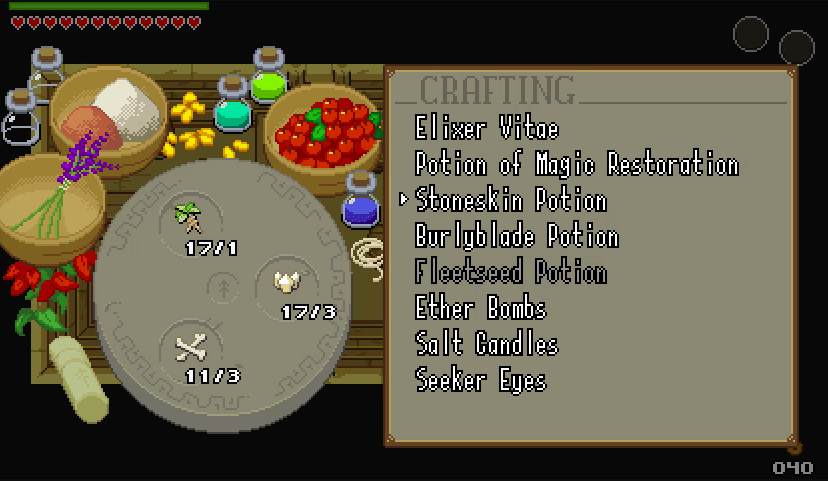 CRAFTING
Elixer Vitae
Potion of Magic Restoration
Stoneskin Potion
Burlyblade Potion
Fleetseed Potion
Ether Bombs
Salt Candles
Seeker Eyes
17/1
17/3
11/3
040